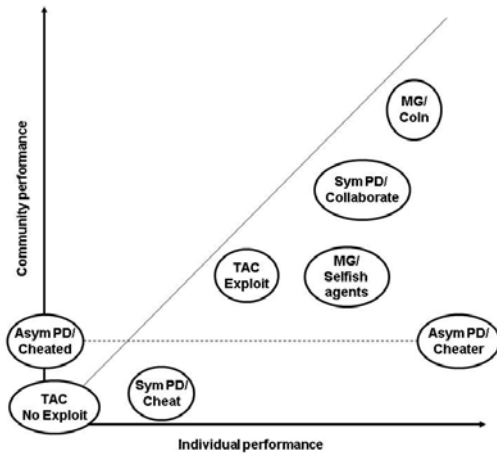 Community performance
MG/
Coln
Sym PD/
Collaborate
TAC
Exploit
MG/
Selfish
agents
Asym PD/
Cheated
Asym PD/
Cheater
TAC
No Exploit
Sym PD/
Cheat
Individual performance